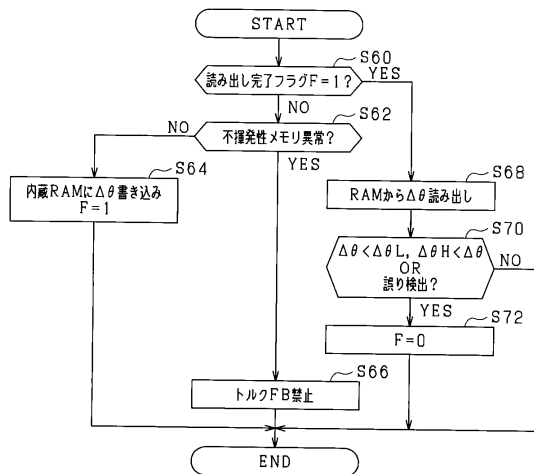 START
S60
読み出し完了フラグF=1?
YES
NO
S62
NO
不揮発性メモリ異常?
YES
S64
内蔵RAMにΔθ書き込み
F=1
S68
RAMからΔθ読み出し
S70
Δθ<ΔθL, ΔθH<Δθ
OR
誤り検出?
NO
YES
S72
F=0
S66
トルクFB禁止
END